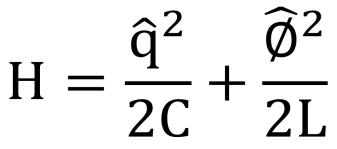 H = q̂²/2C + ∅̂²/2L